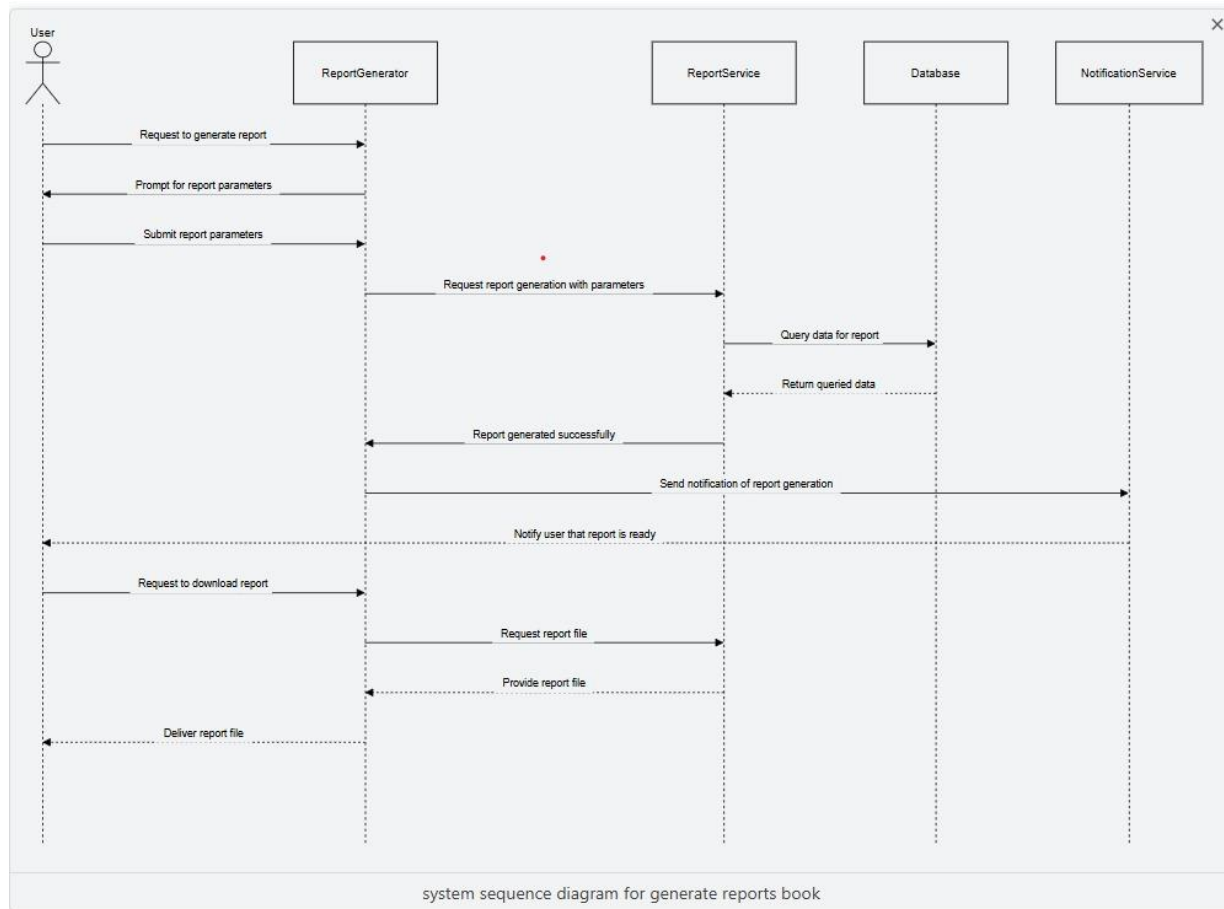 User
ReportGenerator
ReportService
Database
NotificationService
Request to generate report
Prompt for report parameters
Submit report parameters
Request report generation with parameters
Query data for report
Return queried data
Report generated successfully
Send notification of report generation
Notify user that report is ready
Request to download report
Request report file
Provide report file
Deliver report file
system sequence diagram for generate reports book